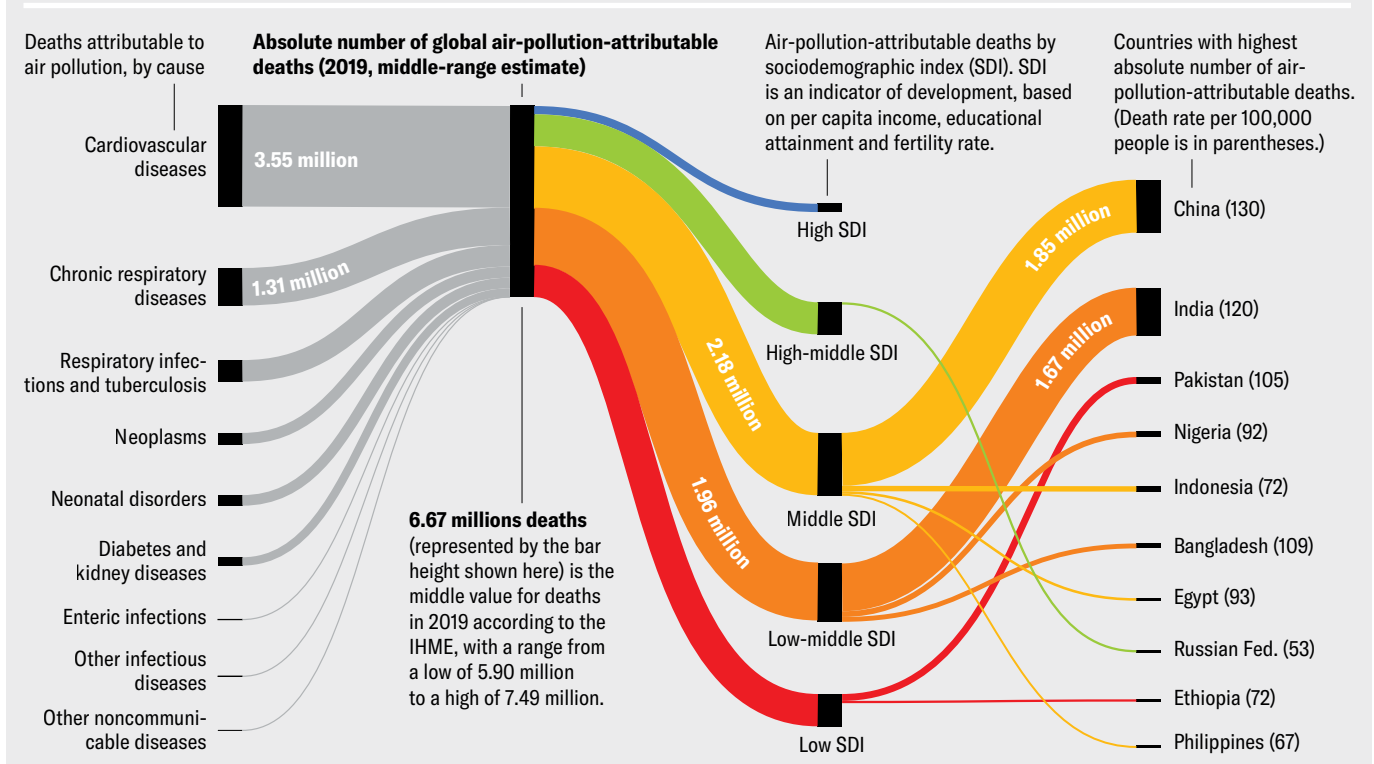 Deaths attributable to
air pollution, by cause
Absolute number of global air-pollution-attributable
deaths (2019, middle-range estimate)
Air-pollution-attributable deaths by
sociodemographic index (SDI). SDI
is an indicator of development, based
on per capita income, educational
attainment and fertility rate.
Countries with highest
absolute number of air-
pollution-attributable deaths.
(Death rate per 100,000
people is in parentheses.)
Cardiovascular
diseases
3.55 million
Chronic respiratory
diseases
1.31 million
Respiratory infec-
tions and tuberculosis
Neoplasms
Neonatal disorders
Diabetes and
kidney diseases
Enteric infections
Other infectious
diseases
Other noncommuni-
cable diseases
6.67 millions deaths
(represented by the bar
height shown here) is the
middle value for deaths
in 2019 according to the
IHME, with a range from
a low of 5.90 million
to a high of 7.49 million.
High SDI
High-middle SDI
2.18 million
Middle SDI
1.96 million
Low-middle SDI
Low SDI
1.85 million
China (130)
1.67 million
India (120)
Pakistan (105)
Nigeria (92)
Indonesia (72)
Bangladesh (109)
Egypt (93)
Russian Fed. (53)
Ethiopia (72)
Philippines (67)